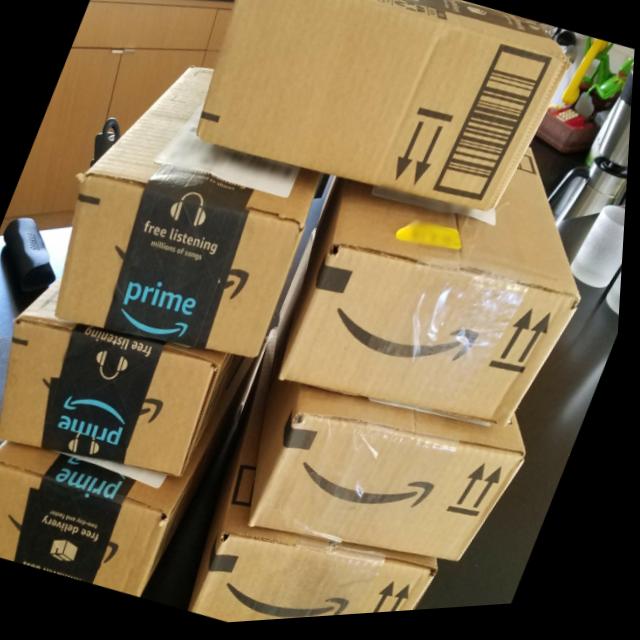 free listening
millions of songs
prime
free listening
prime
prime
free delivery